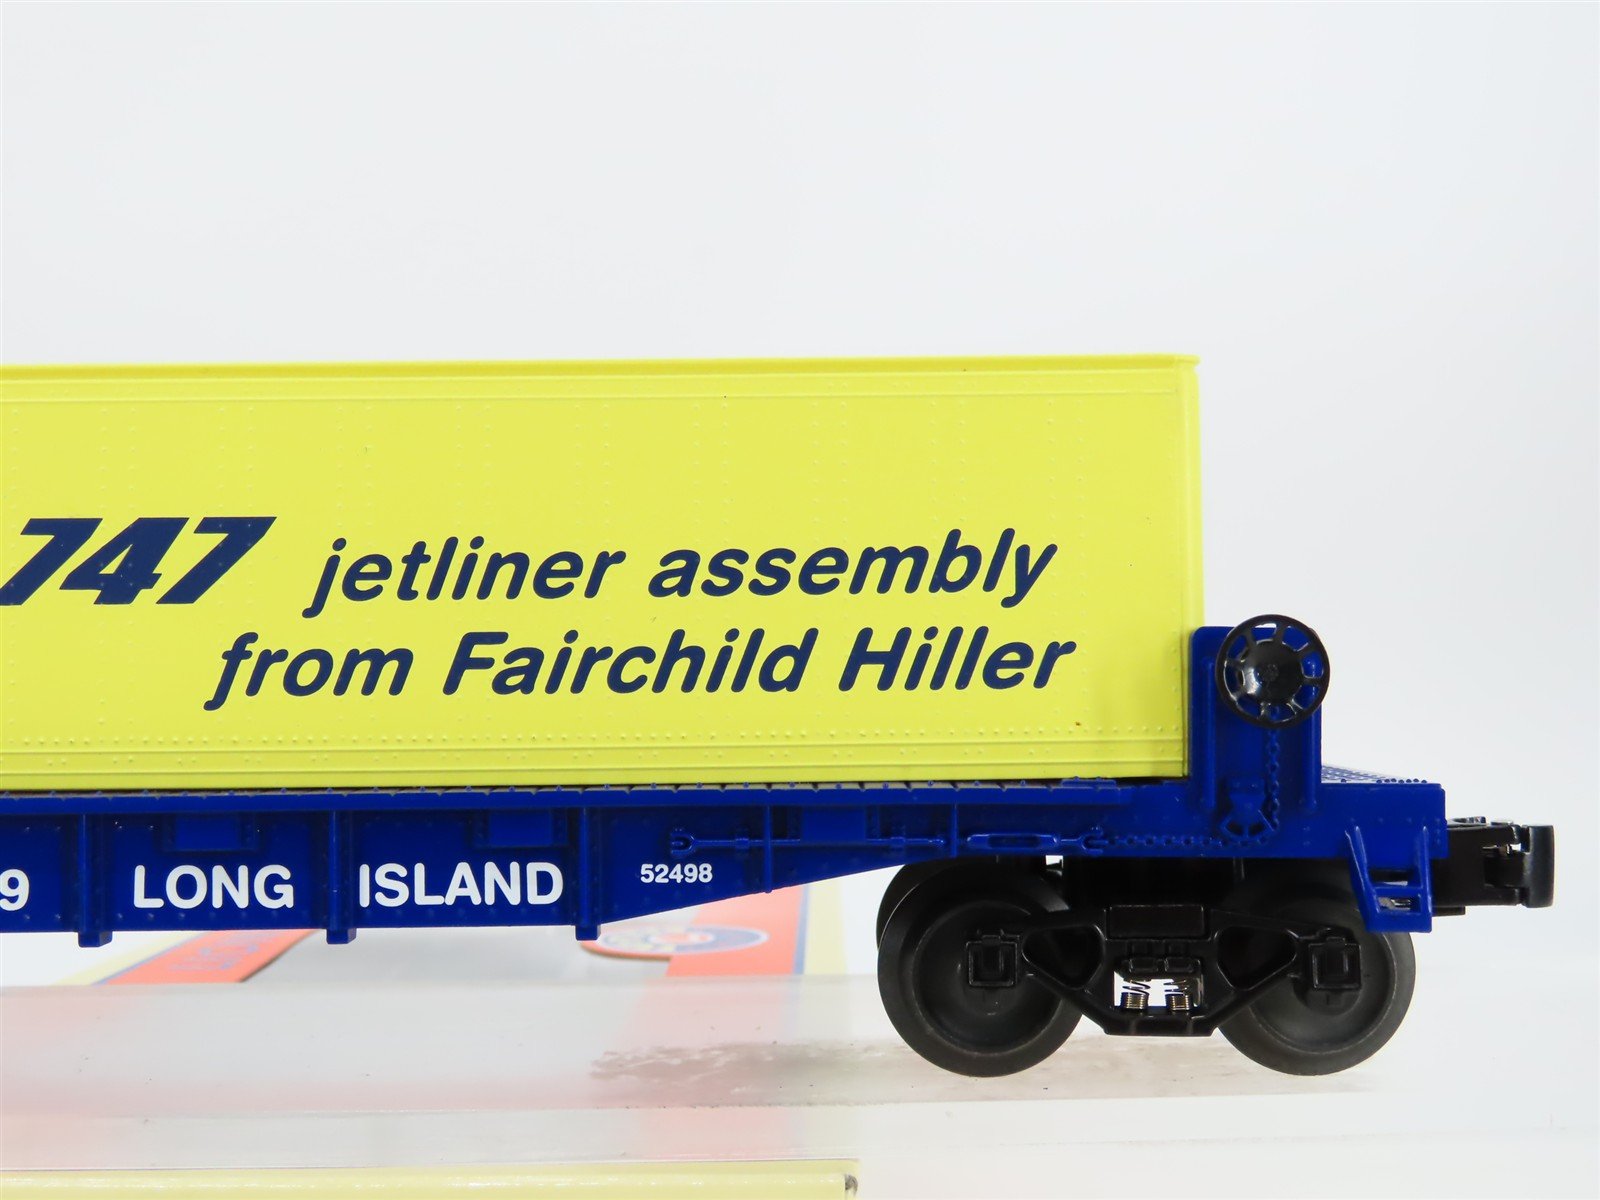 747 jetliner assembly
from Fairchild Hiller
9 LONG ISLAND 52498